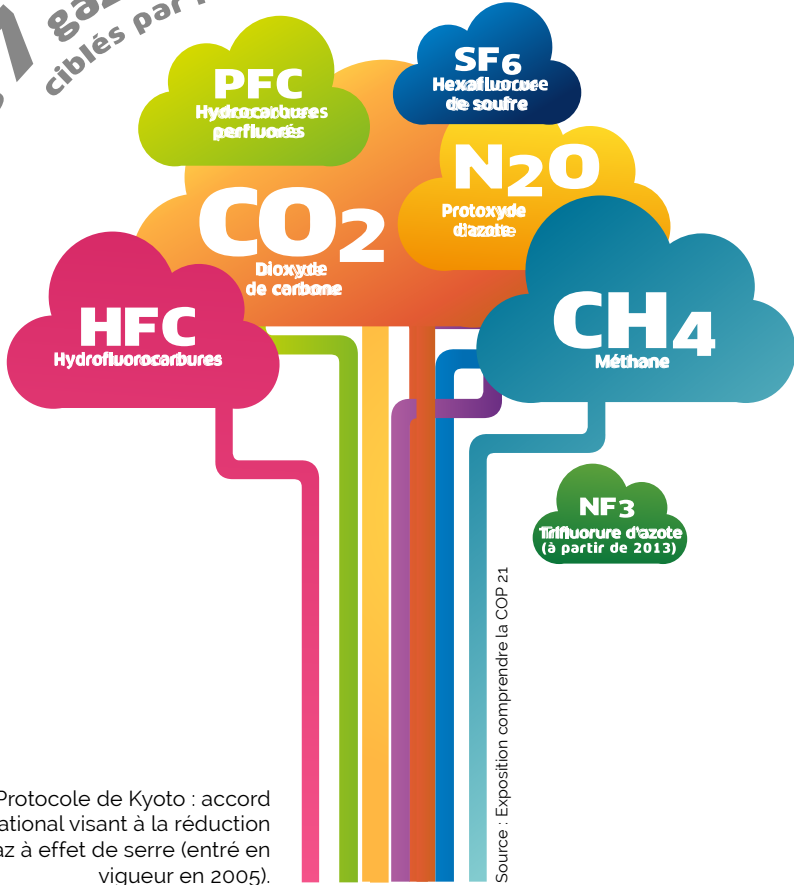 gaz
ciblés par
PFC
Hydrocarbures
perfluorés
SF6
Hexafluorure
de soufre
N2O
Protoxyde
d'azote
CO2
Dioxyde
de carbone
HFC
Hydrofluorocarbures
CH4
Méthane
NF3
Trifluorure d'azote
(à partir de 2013)
Source : Exposition comprendre la COP 21
Protocole de Kyoto : accord
ational visant à la réduction
az à effet de serre (entré en
vigueur en 2005).